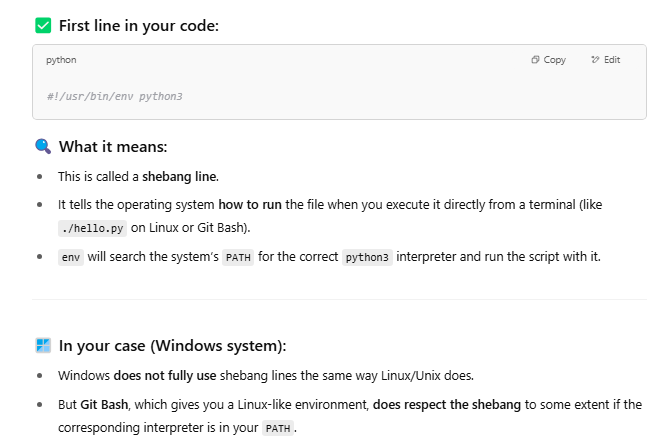 First line in your code:
python
Copy
Edit
#!/usr/bin/env python3
What it means:
This is called a shebang line.
It tells the operating system how to run the file when you execute it directly from a terminal (like
./hello.py on Linux or Git Bash).
env will search the system's PATH for the correct python3 interpreter and run the script with it.
In your case (Windows system):
Windows does not fully use shebang lines the same way Linux/Unix does.
But Git Bash, which gives you a Linux-like environment, does respect the shebang to some extent if the
corresponding interpreter is in your PATH.